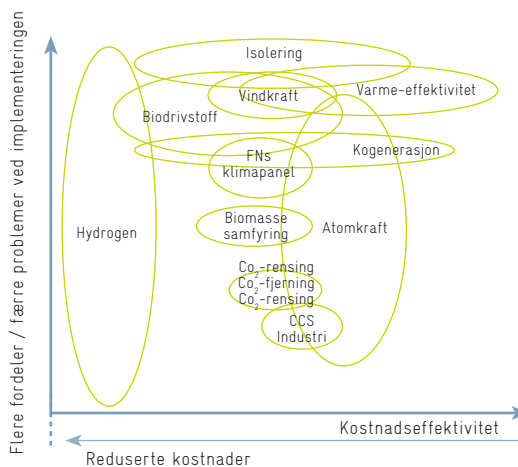 Flere fordeler / færre problemer ved implementeringen
Isolering
Varme-effektivitet
Vindkraft
Biodrivstoff
Kogenerasjon
FNs
klimapanel
Biomasse
samfyring
Hydrogen
Atomkraft
Co₂-rensing
Co₂-fjerning
Co₂-rensing
CCS
Industri
Kostnadseffektivitet
Reduserte kostnader